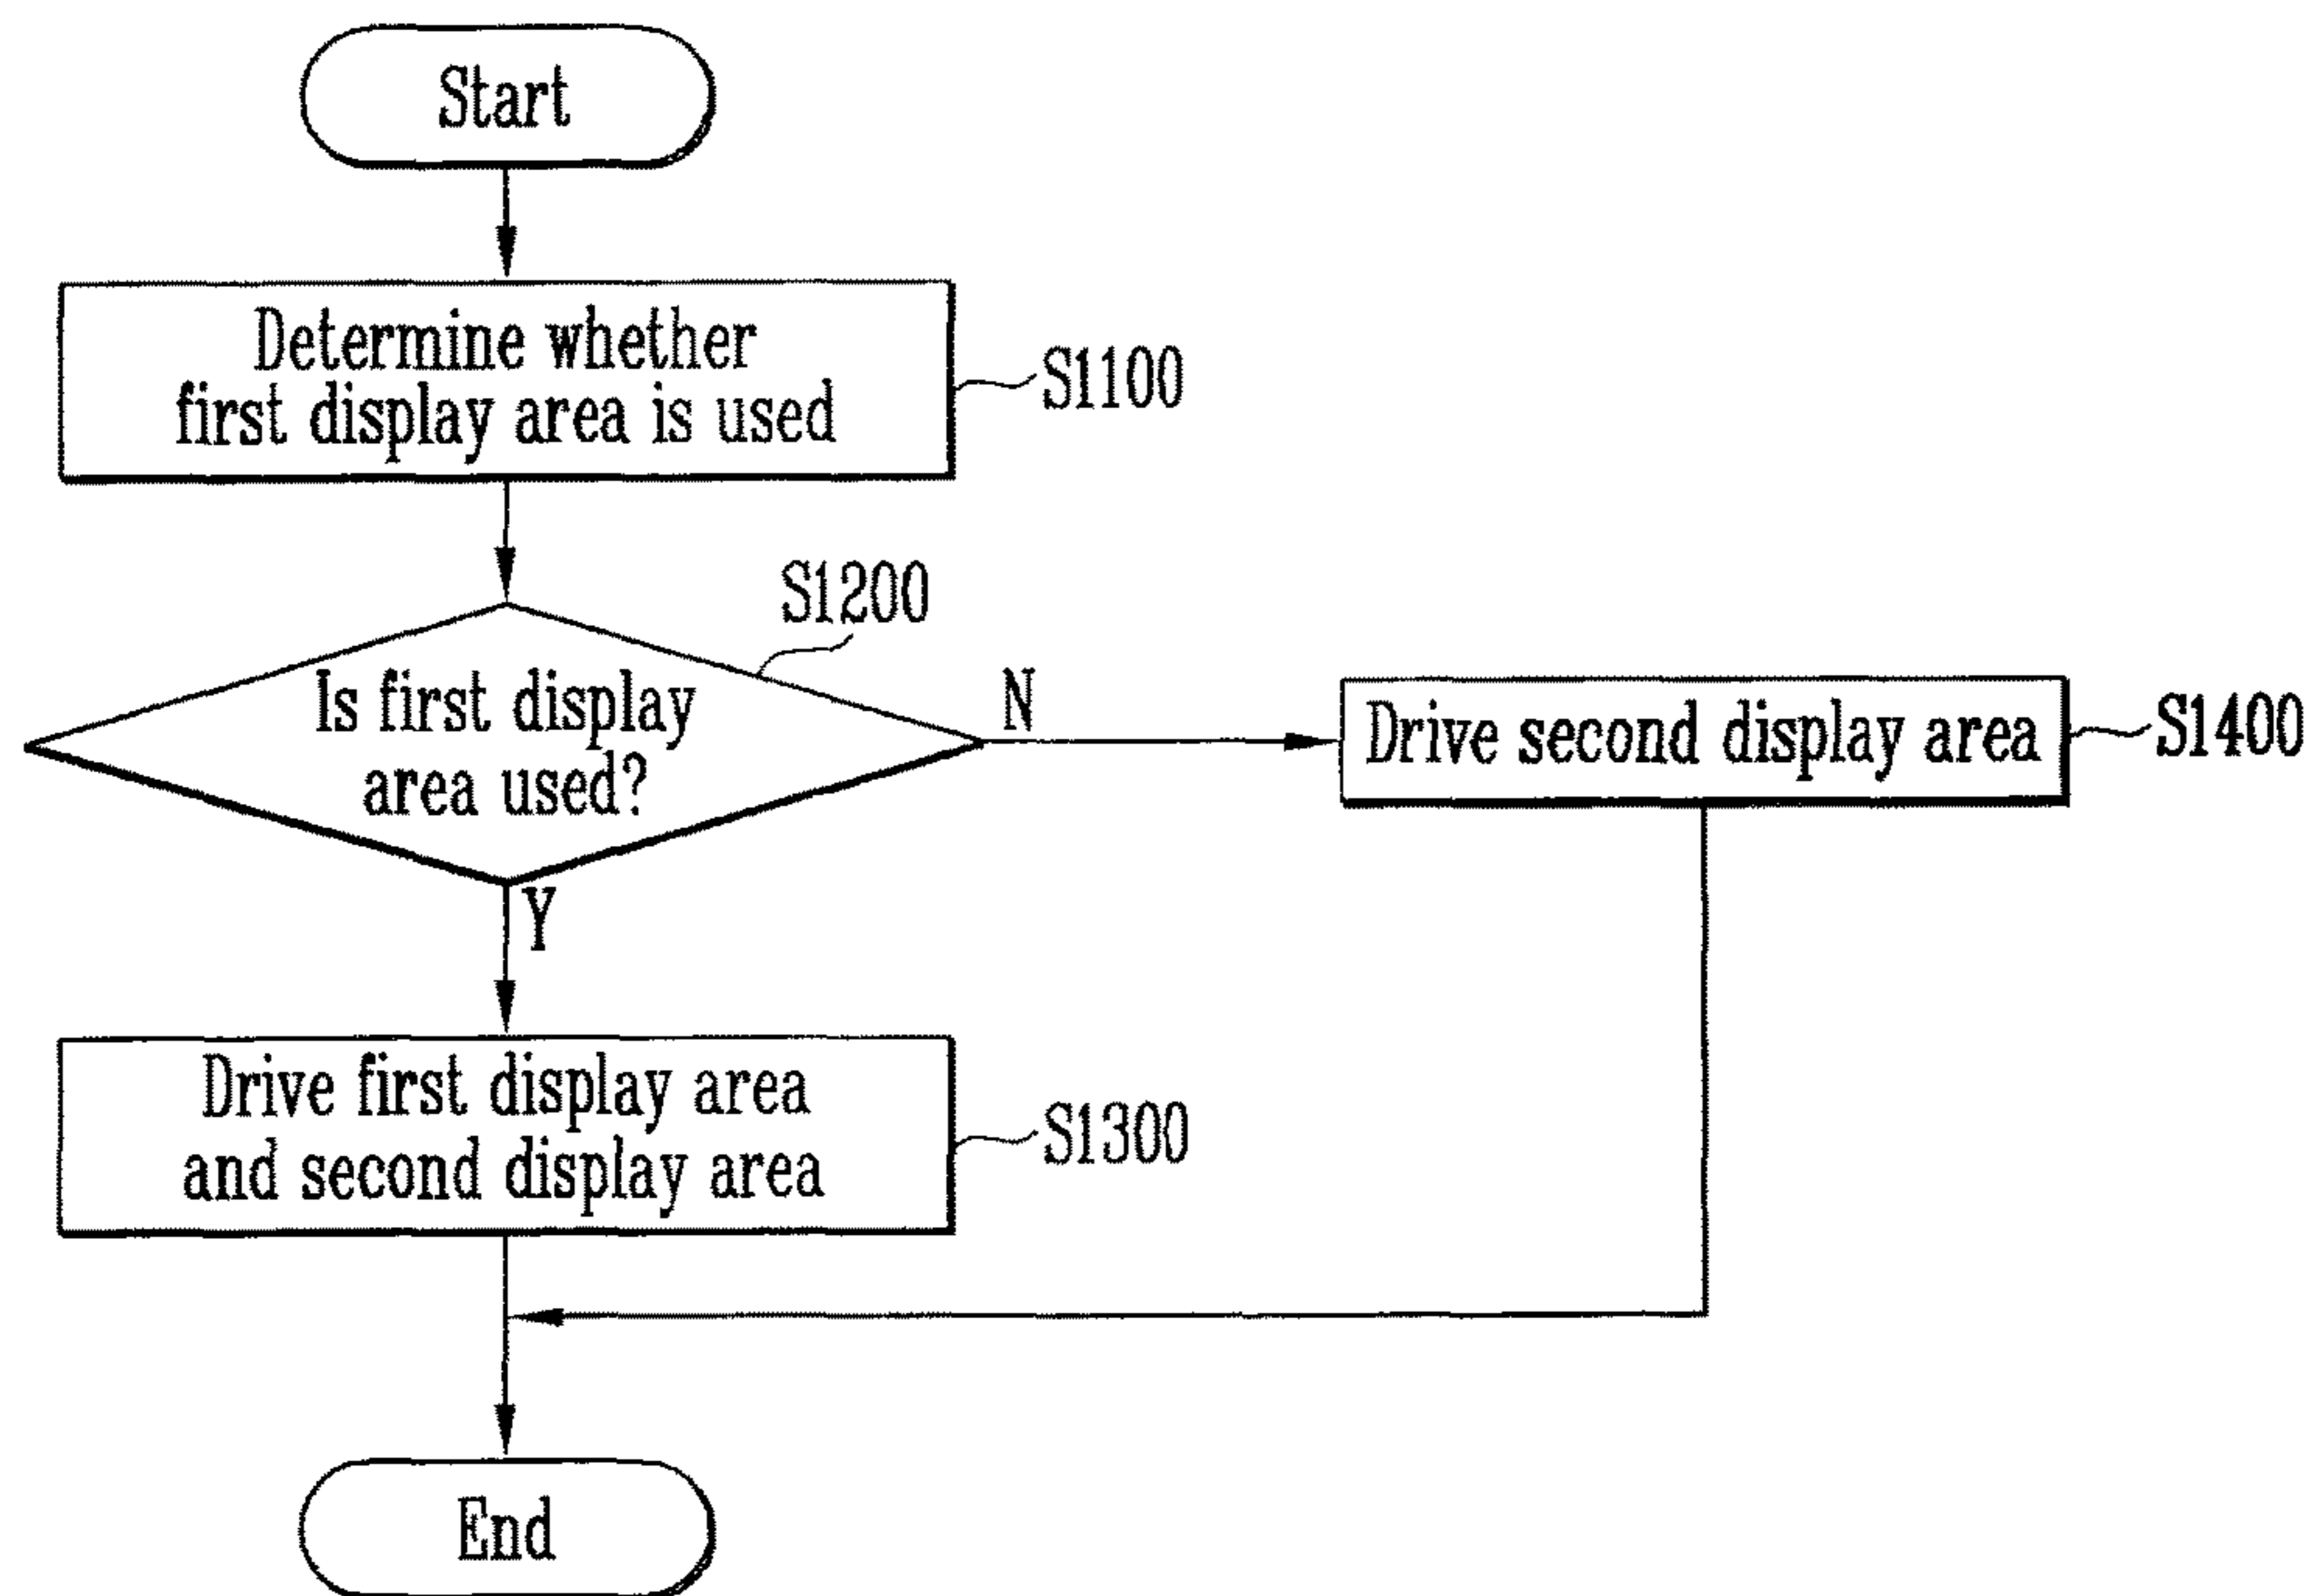 Start
Determine whether
first display area is used
S1100
S1200
Is first display
area used?
N
Drive second display area
S1400
Y
Drive first display area
and second display area
S1300
End